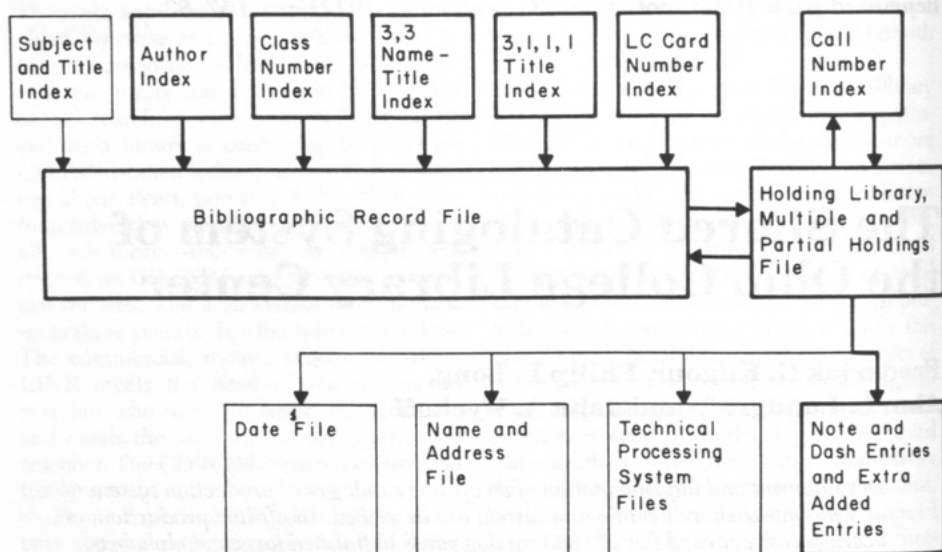 Subject
and Title
Index
Author
Index
Class
Number
Index
3,3
Name-
Title
Index
3,1,1,1
Title
Index
LC Card
Number
Index
Call
Number
Index
Bibliographic Record File
Holding Library,
Multiple and
Partial Holdings
File
Date File
Name and
Address
File
Technical
Processing
System
Files
Note and
Dash Entries
and Extra
Added
Entries